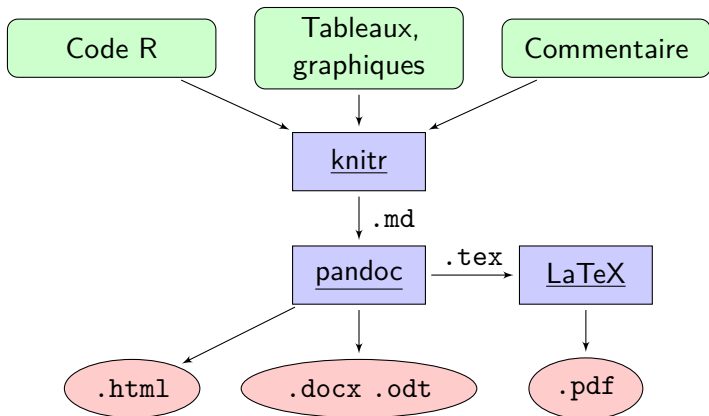 Code R
Tableaux,
graphiques
Commentaire
knitr
.md
pandoc
.tex
LaTeX
.html
.docx .odt
.pdf